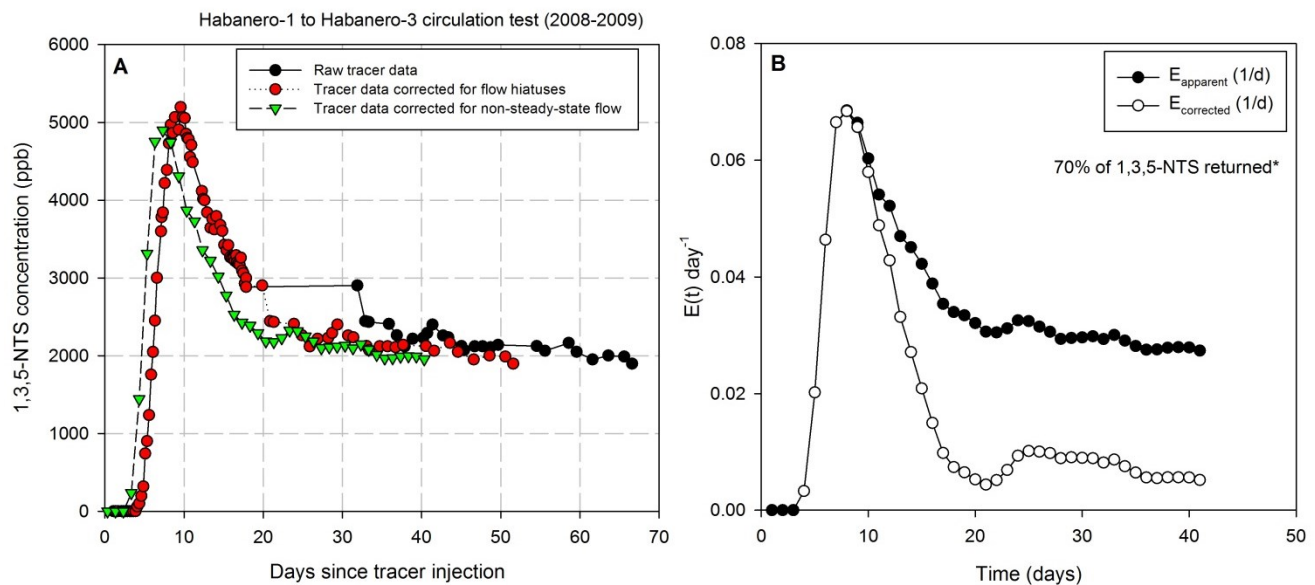 Habanero-1 to Habanero-3 circulation test (2008-2009)
A
Raw tracer data
Tracer data corrected for flow hiatuses
Tracer data corrected for non-steady-state flow
1,3,5-NTS concentration (ppb)
6000
5000
4000
3000
2000
1000
0
0 10 20 30 40 50 60 70
Days since tracer injection
B
Eapparent (1/d)
Ecorrected (1/d)
70% of 1,3,5-NTS returned*
E(t) day-1
0.08
0.06
0.04
0.02
0.00
0 10 20 30 40 50
Time (days)